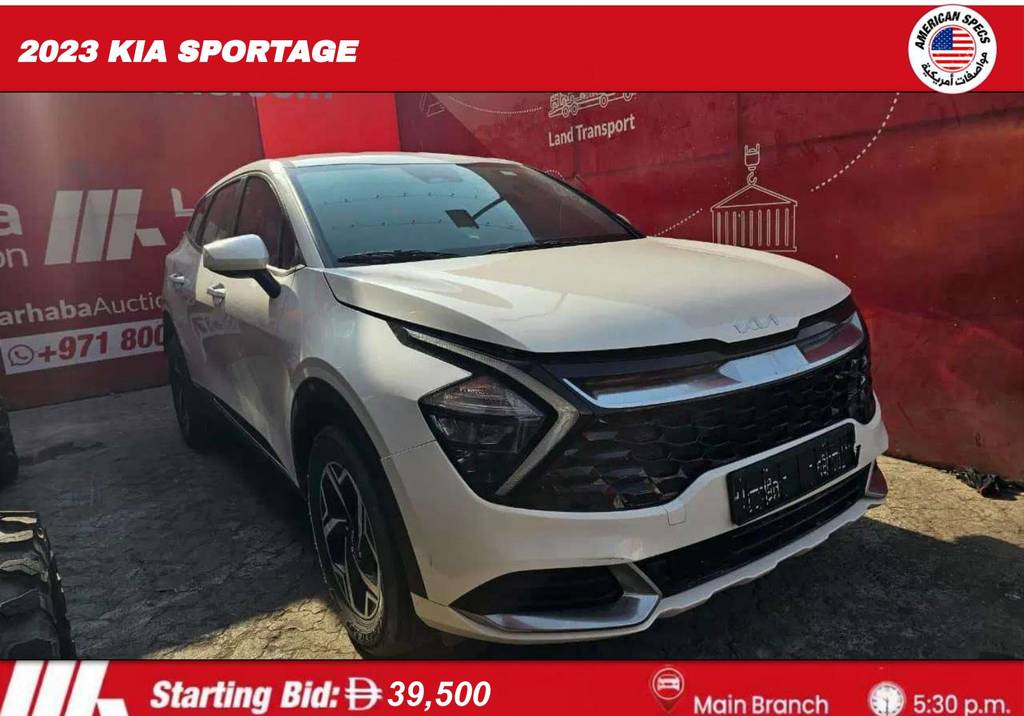 2023 KIA SPORTAGE
AMERICAN SPECS
مواصفات أمريكية
Land Transport
arhabaAuctio
+971 800
KIA
Starting Bid: 39,500
Main Branch
5:30 p.m.